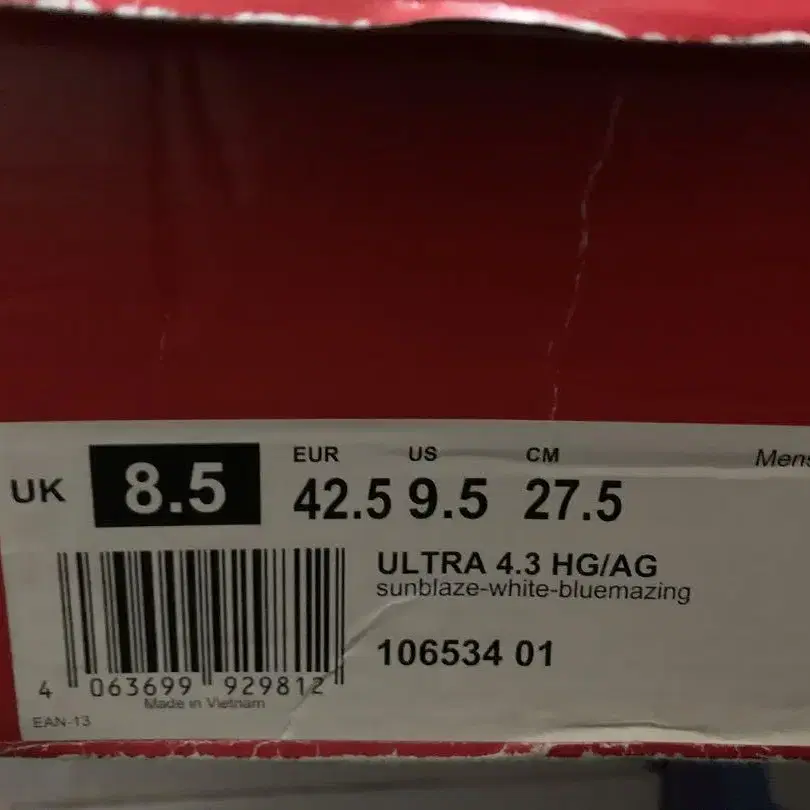 UK 8.5
EUR US CM
42.5 9.5 27.5
Mens
ULTRA 4.3 HG/AG
sunblaze-white-bluemazing
106534 01
4 063699 929812
Made in Vietnam
EAN-13